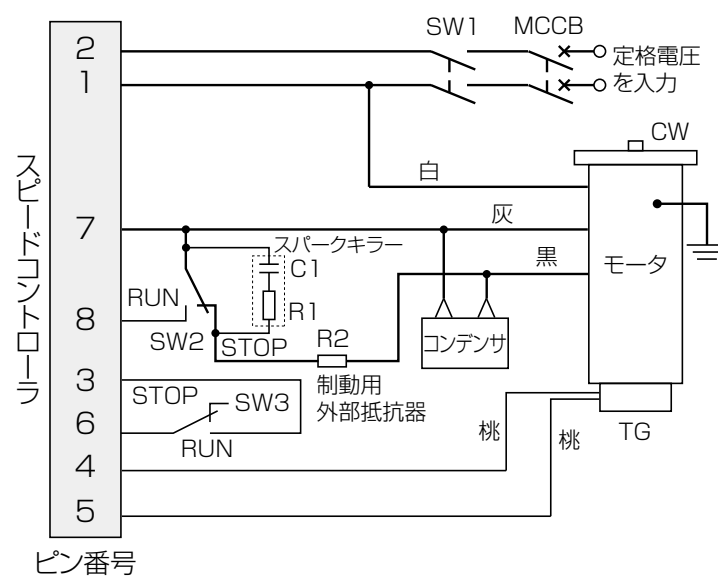 SW1 MCCB
2
1
定格電圧
を入力
CW
白
スピードコントローラ
7
灰
スパークキラー
C1
黒
モータ
RUN
R1
8
SW2
STOP
R2
コンデンサ
3
STOP
SW3
制動用
外部抵抗器
6
RUN
桃
桃
TG
4
5
ピン番号